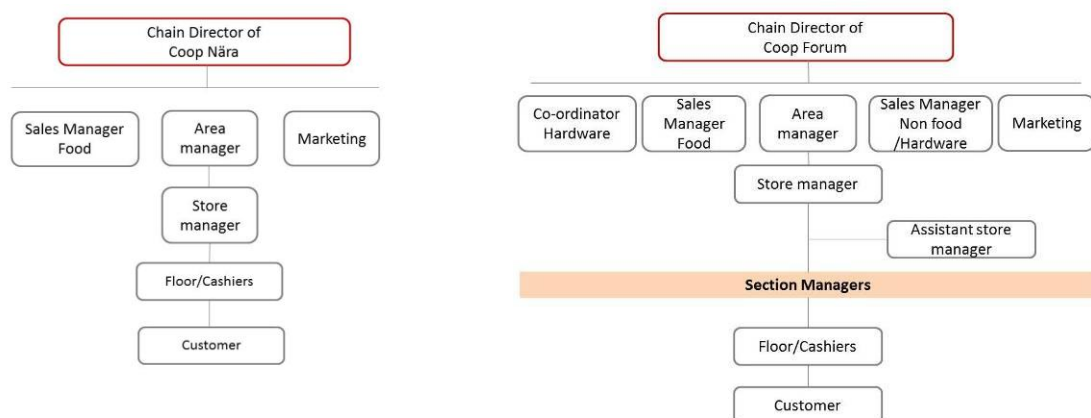 Chain Director of
Coop Nära
Sales Manager
Food
Area
manager
Marketing
Store
manager
Floor/Cashiers
Customer
Chain Director of
Coop Forum
Co-ordinator
Hardware
Sales
Manager
Food
Area
manager
Sales Manager
Non food
/Hardware
Marketing
Store manager
Assistant store
manager
Section Managers
Floor/Cashiers
Customer